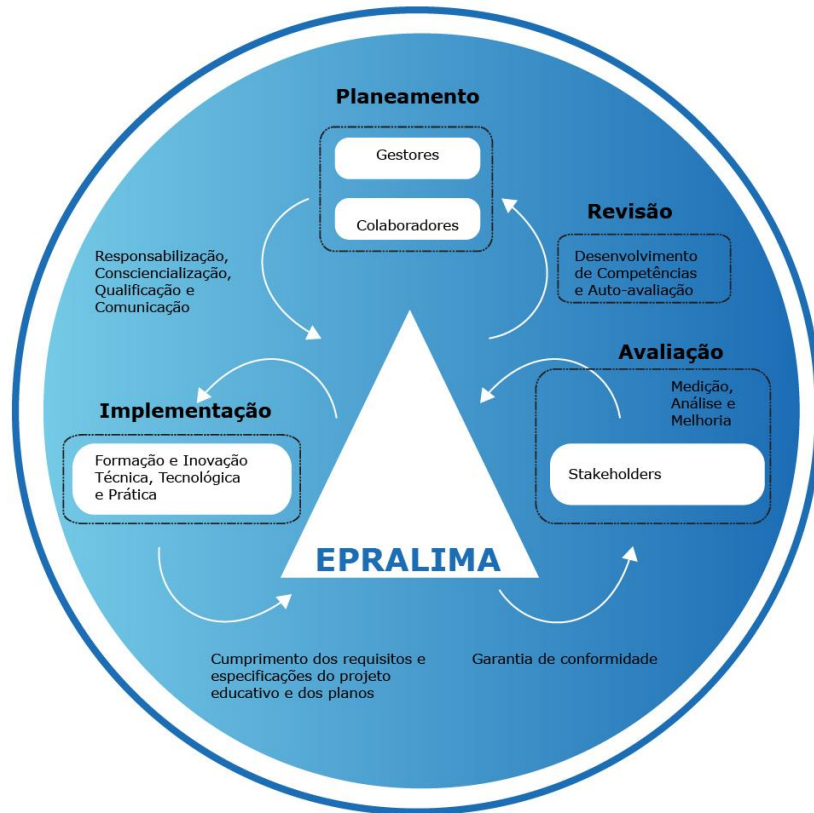 Planeamento
Gestores
Colaboradores
Revisão
Desenvolvimento
de Competências
e Auto-avaliação
Responsabilização,
Consciencialização,
Qualificação e
Comunicação
Avaliação
Medição,
Análise e
Melhoria
Stakeholders
Implementação
Formação e Inovação
Técnica, Tecnológica
e Prática
EPRALIMA
Cumprimento dos requisitos e
especificações do projeto
educativo e dos planos
Garantia de conformidade